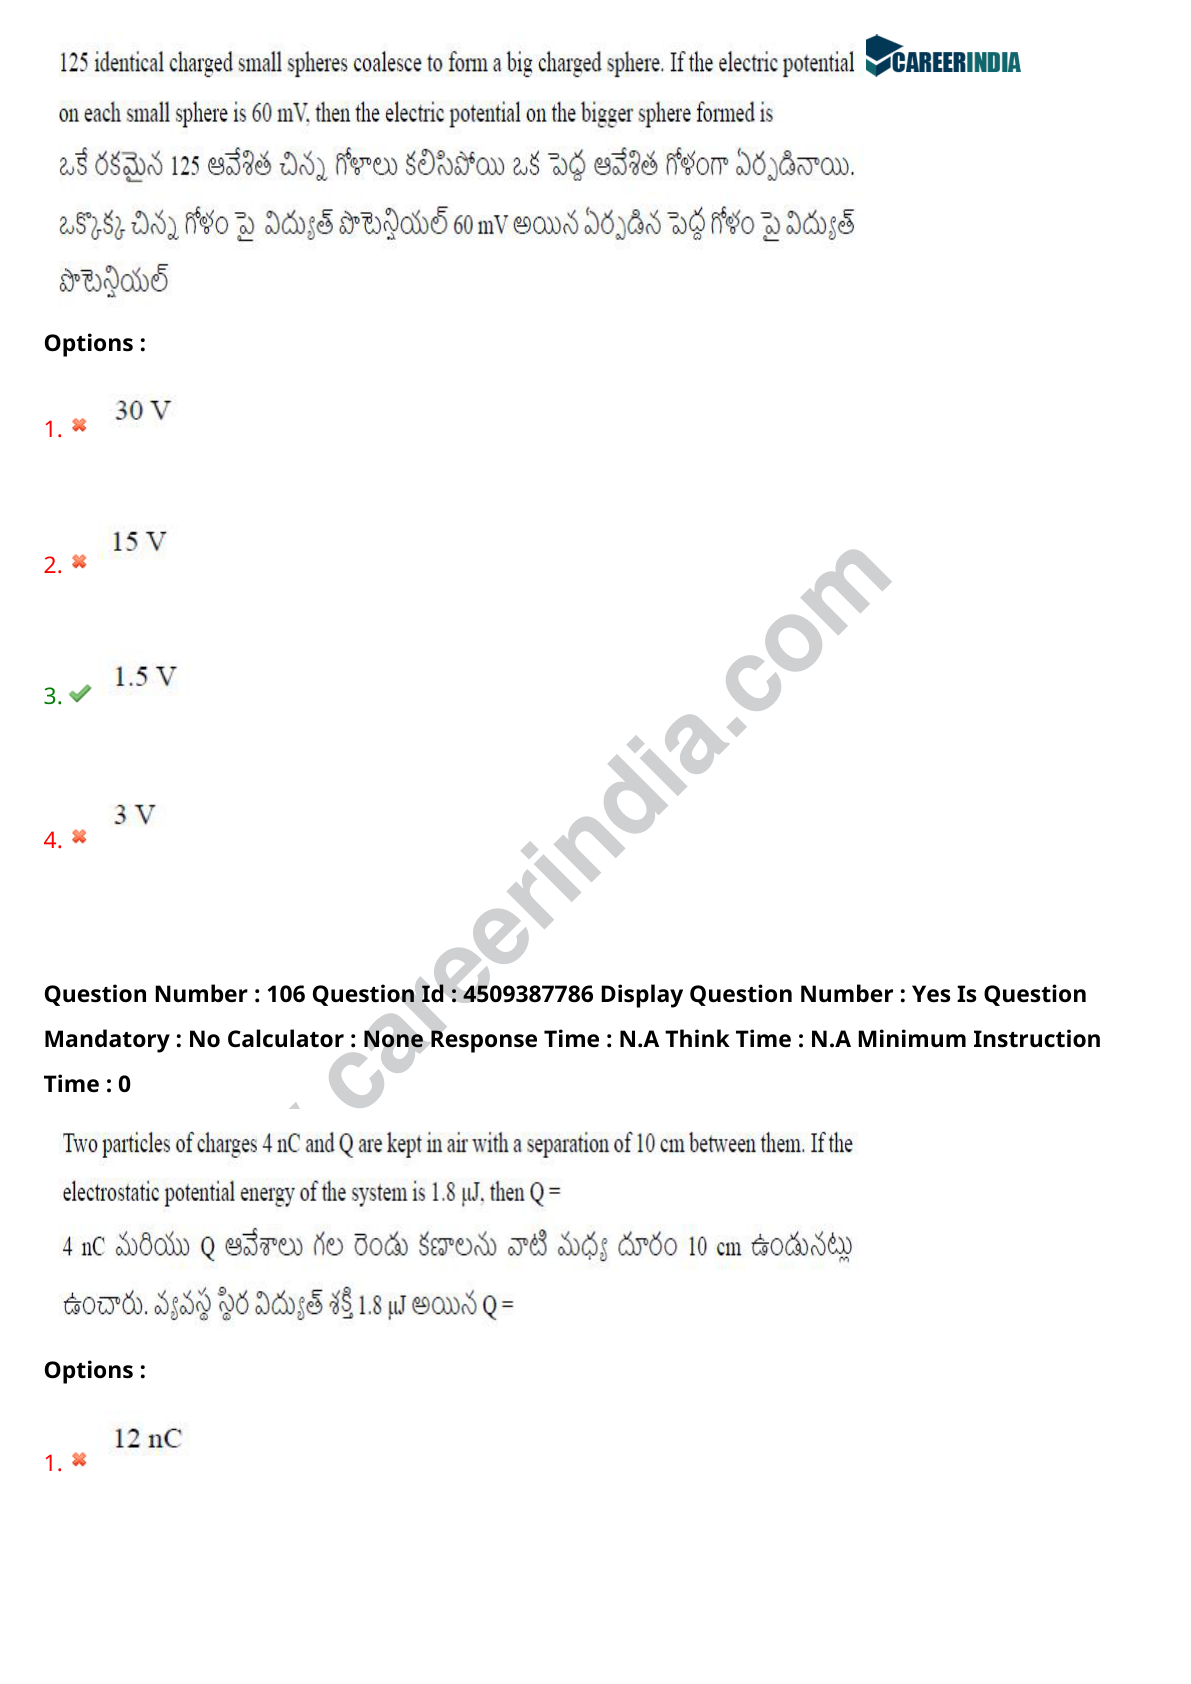 125 identical charged small spheres coalesce to form a big charged sphere. If the electric potential
CAREERINDIA
on each small sphere is 60 mV, then the electric potential on the bigger sphere formed is
ఒకే రకమైన 125 ఆవేశిత చిన్న గోళాలు కలిసిపోయి ఒక పెద్ద ఆవేశిత గోళంగా ఏర్పడినాయి.
ఒక్కొక్క చిన్న గోళం పై విద్యుత్ పొటెన్షియల్ 60 mV అయిన ఏర్పడిన పెద్ద గోళం పై విద్యుత్
పొటెన్షియల్
Options :
1. 30 V
2. 15 V
3. 1.5 V
4. 3 V
careerindia.com
Question Number : 106 Question Id : 4509387786 Display Question Number : Yes Is Question
Mandatory : No Calculator : None Response Time : N.A Think Time : N.A Minimum Instruction
Time : 0
Two particles of charges 4 nC and Q are kept in air with a separation of 10 cm between them. If the
electrostatic potential energy of the system is 1.8 μJ, then Q =
4 nC మరియు Q ఆవేశాలు గల రెండు కణాలను వాటి మధ్య దూరం 10 cm ఉండునట్లు
ఉంచారు. వ్యవస్థ స్థిర విద్యుత్ శక్తి 1.8 μJ అయిన Q =
Options :
1. 12 nC